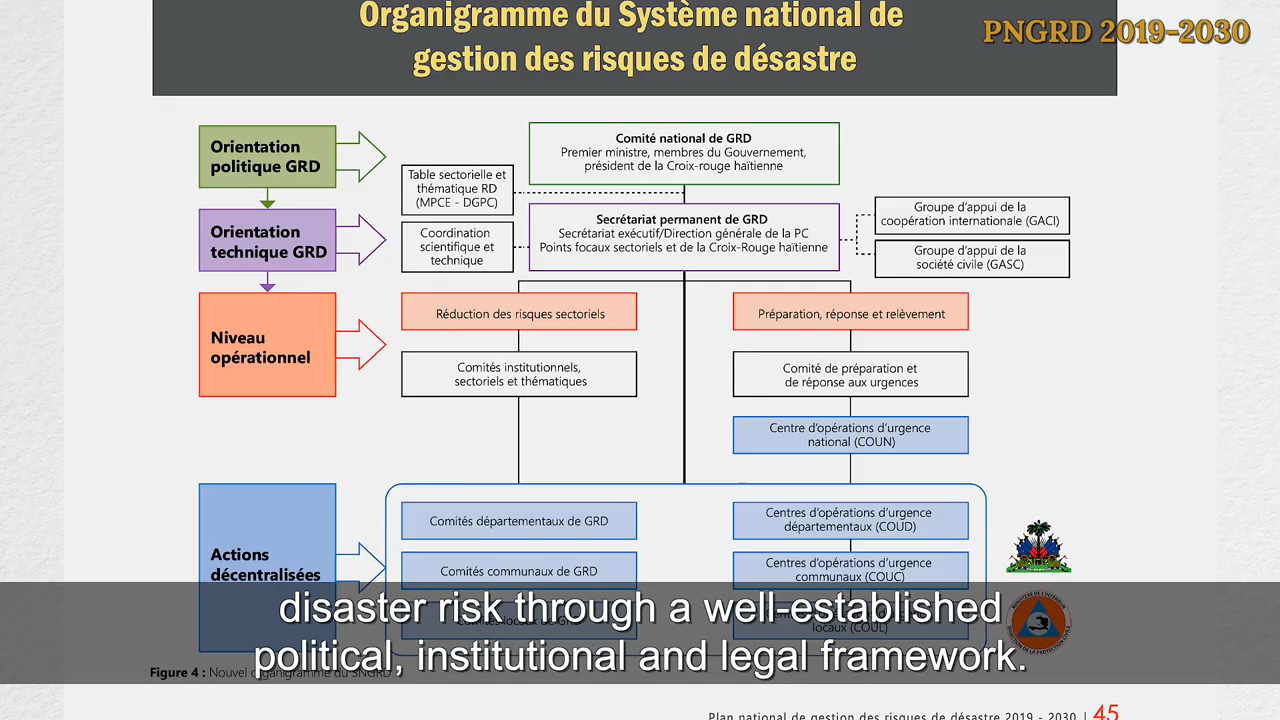 Organigramme du Système national de
gestion des risques de désastre
PNGRD 2019-2030
Orientation
politique GRD
Comité national de GRD
Premier ministre, membres du Gouvernement,
président de la Croix-rouge haïtienne
Table sectorielle et
thématique RD
(MPCE - DGPC)
Orientation
technique GRD
Coordination
scientifique et
technique
Secrétariat permanent de GRD
Secrétariat exécutif/Direction générale de la PC
Points focaux sectoriels et de la Croix-Rouge haïtienne
Groupe d'appui de la
coopération internationale (GACI)
Groupe d'appui de la
société civile (GASC)
Niveau
opérationnel
Réduction des risques sectoriels
Préparation, réponse et relèvement
Comités institutionnels,
sectoriels et thématiques
Comité de préparation et
de réponse aux urgences
Centre d'opérations d'urgence
national (COUN)
Actions
décentralisées
Comités départementaux de GRD
Centres d'opérations d'urgence
départementaux (COUD)
Comités communaux de GRD
Centres d'opérations d'urgence
communaux (COUC)
Comités locaux de GRD
locaux (COUL)
disaster risk through a well-established
political, institutional and legal framework.
Figure 4 : Nouvel organigramme du SNGRD
Plan national de gestion des risques de désastre 2019 - 2030 | 45